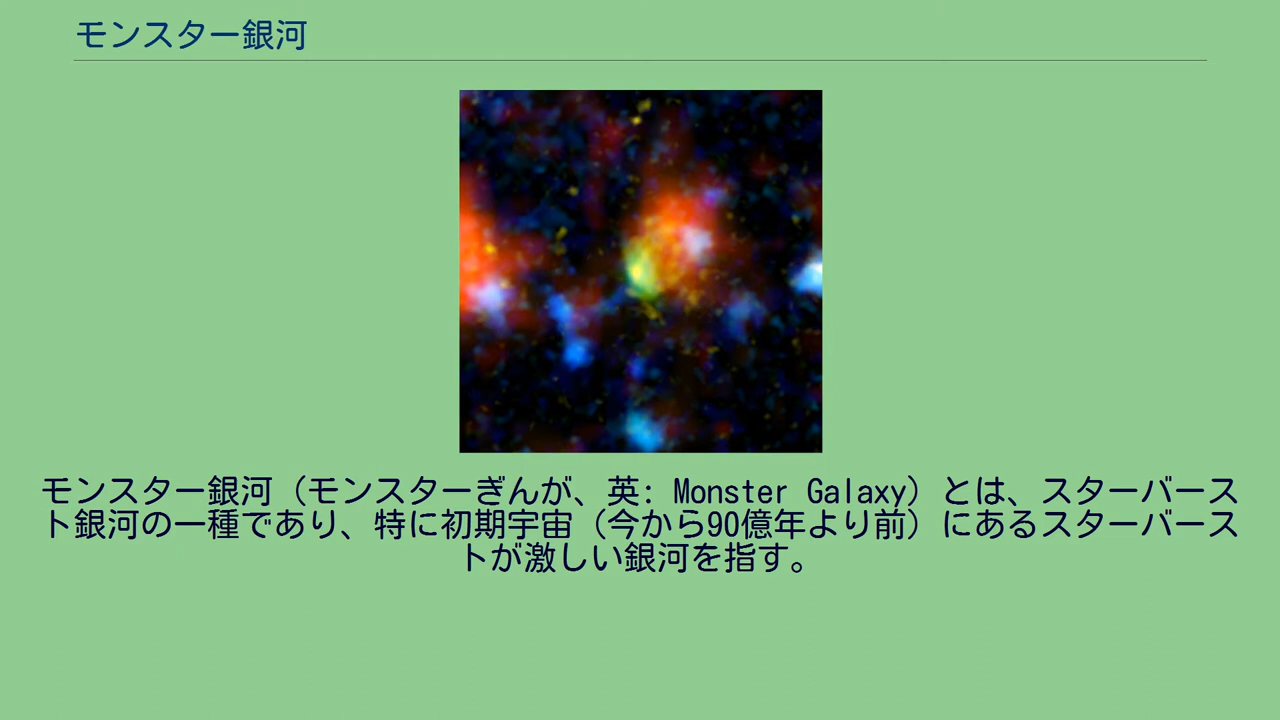 モンスター銀河
モンスター銀河（モンスターぎんが、英: Monster Galaxy）とは、スターバース
ト銀河の一種であり、特に初期宇宙（今から90億年より前）にあるスターバース
トが激しい銀河を指す。